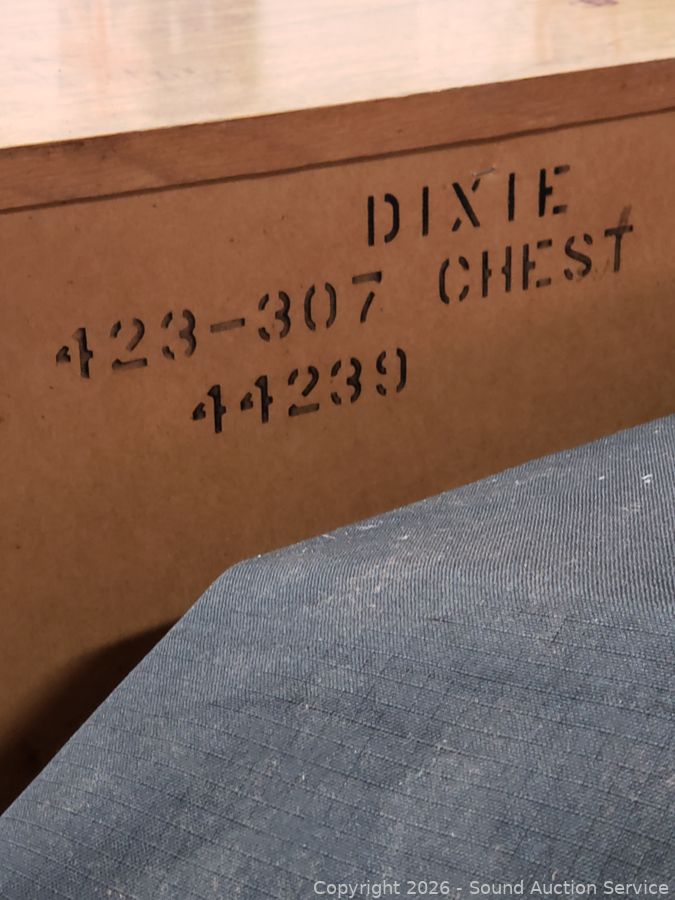 DIXIE
423-307 CHEST
44239
Copyright 2026 - Sound Auction Service